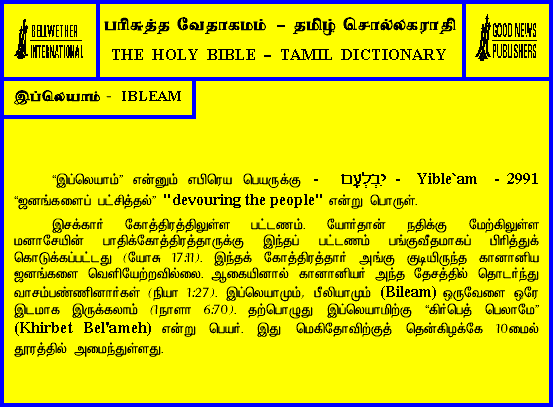 BELLWETHER
INTERNATIONAL
பரிசுத்த வேதாகமம் – தமிழ் சொல்லகராதி
THE HOLY BIBLE – TAMIL DICTIONARY
GOOD NEWS
PUBLISHERS
இப்லெயாம் - IBLEAM
“இப்லெயாம்” என்னும் எபிரெய பெயருக்கு - יִבְלְעָם - Yible`am - 2991
“ஜனங்களைப் பட்சித்தல்” "devouring the people" என்று பொருள்.
இசக்கார் கோத்திரத்திலுள்ள பட்டணம். யோர்தான் நதிக்கு மேற்கிலுள்ள
மனாசேயின் பாதிக்கோத்திரத்தாருக்கு இந்தப் பட்டணம் பங்குவீதமாகப் பிரித்துக்
கொடுக்கப்பட்டது (யோசு 17:11). இந்தக் கோத்திரத்தார் அங்கு குடியிருந்த கானானிய
ஜனங்களை வெளியேற்றவில்லை. ஆகையினால் கானானியர் அந்த தேசத்தில் தொடர்ந்து
வாசம்பண்ணினார்கள் (நியா 1:27). இப்லெயாமும், பீலியாமும் (Bileam) ஒருவேளை ஒரே
இடமாக இருக்கலாம் (1நாளா 6:70). தற்பொழுது இப்லெயாமிற்கு “கிர்பெத் பெலாமே”
(Khirbet Bel'ameh) என்று பெயர். இது மெகிதோவிற்குத் தென்கிழக்கே 10மைல்
தூரத்தில் அமைந்துள்ளது.